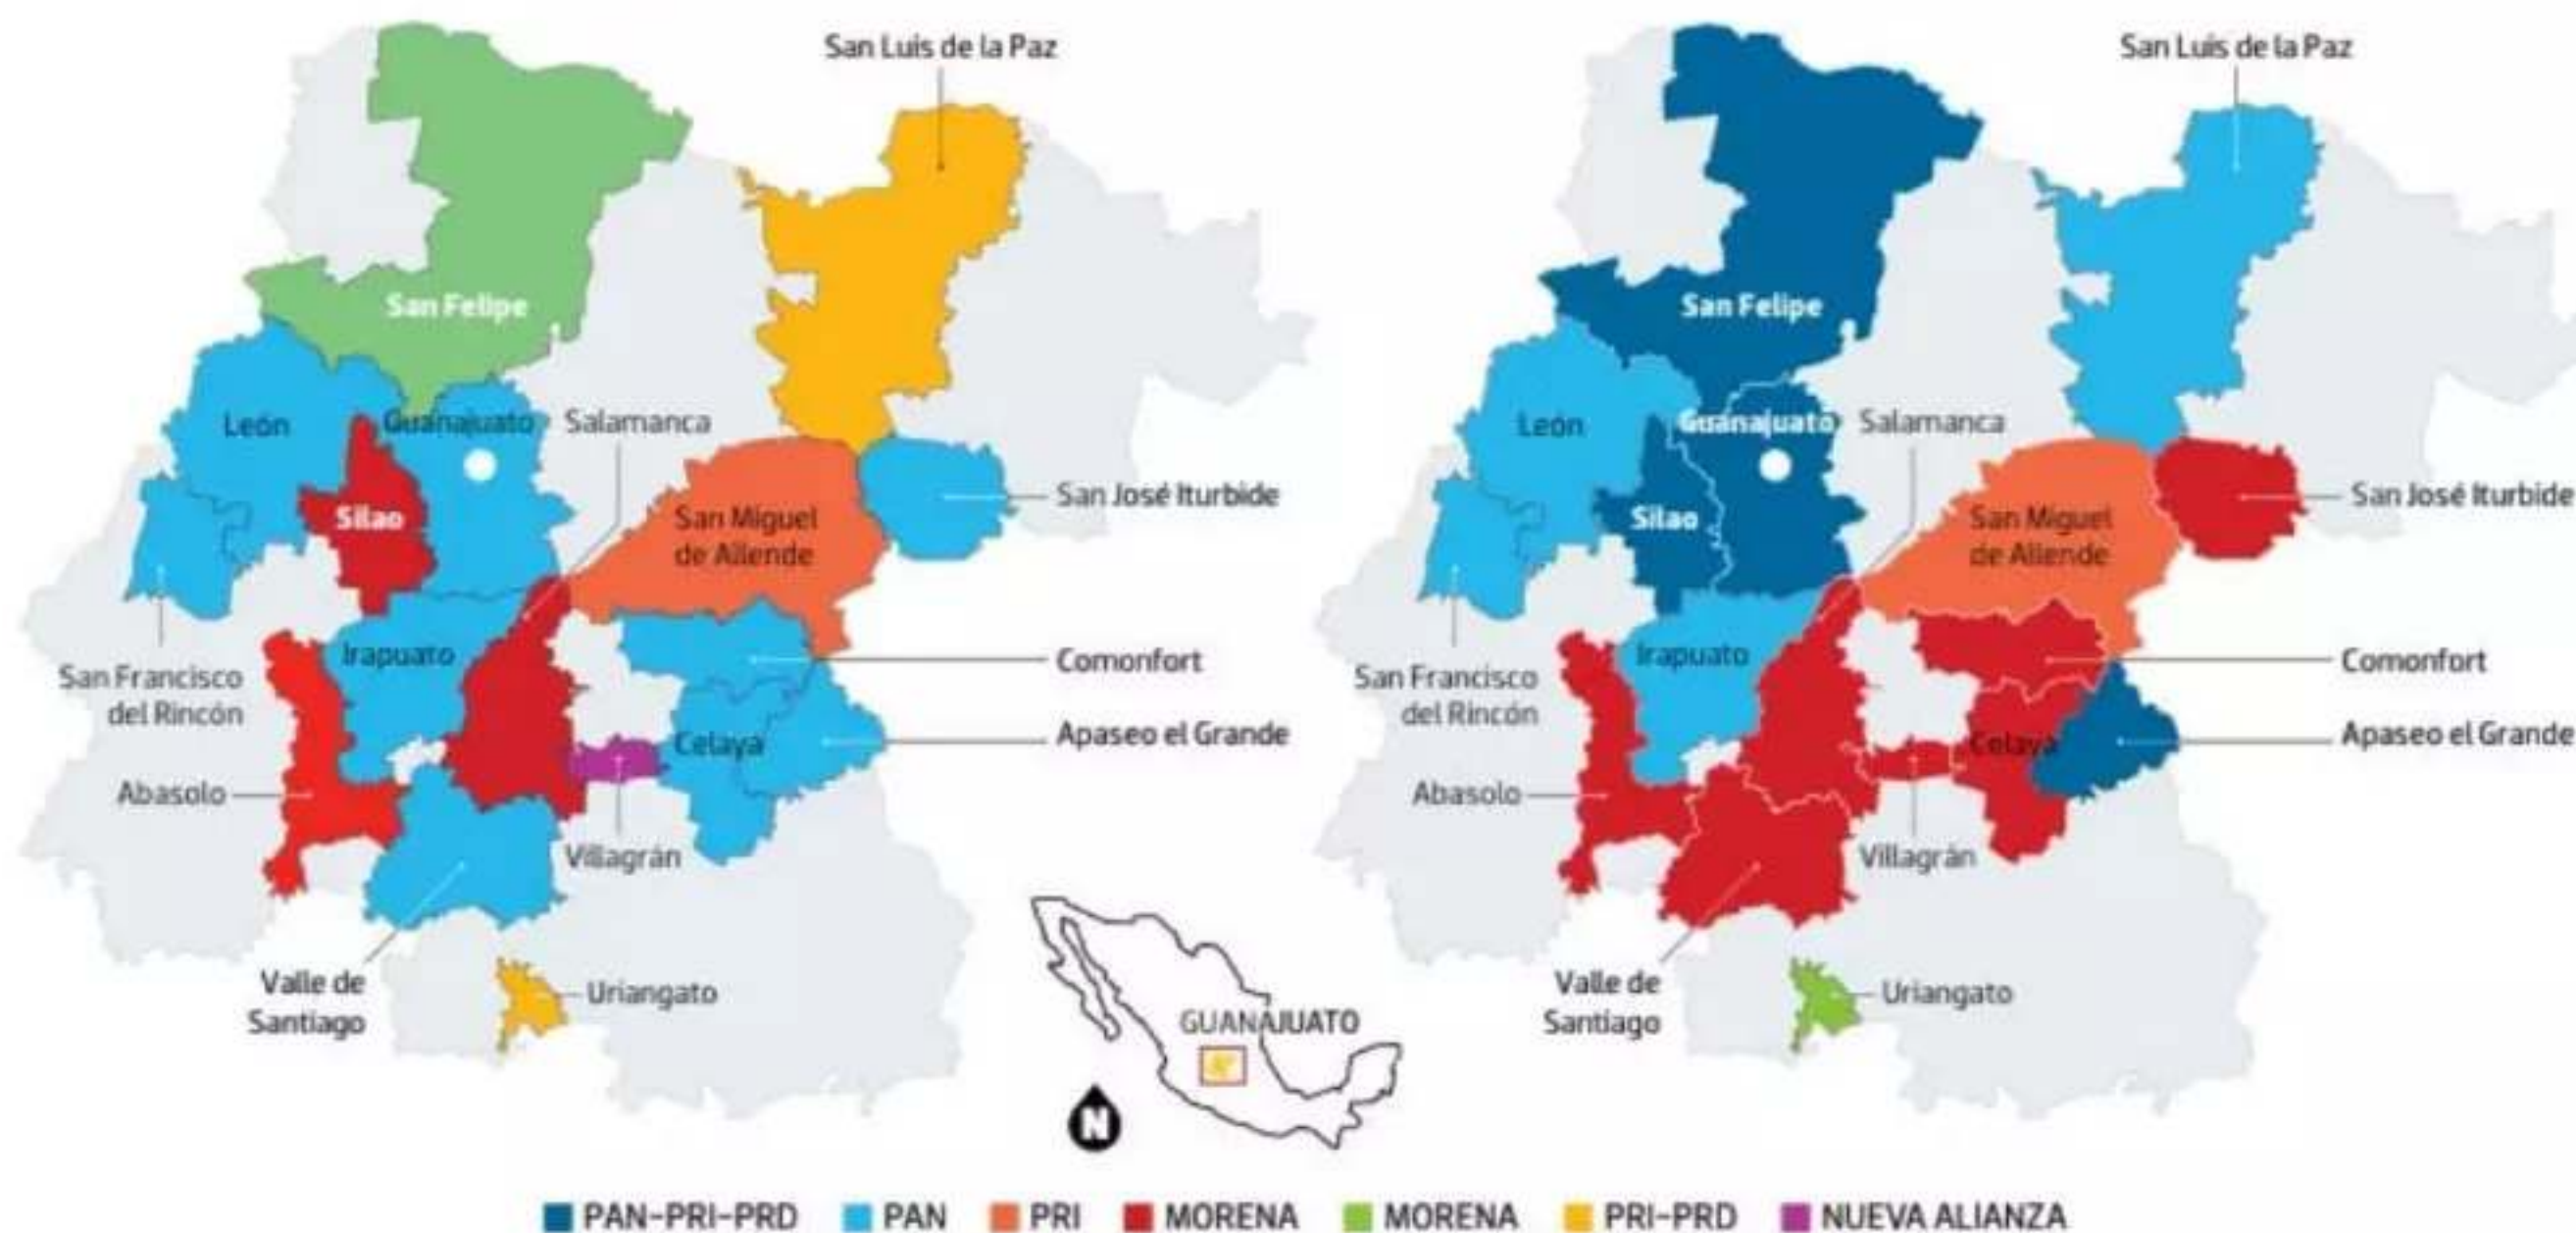 San Luis de la Paz
San Felipe
León
Guanajuato
Salamanca
Silao
San Miguel
de Allende
San José Iturbide
Irapuato
San Francisco
del Rincón
Comonfort
Celaya
Apaseo el Grande
Abasolo
Villagrán
Valle de
Santiago
Uriangato
San Luis de la Paz
San Felipe
León
Guanajuato
Salamanca
Silao
San Miguel
de Allende
San José Iturbide
Irapuato
San Francisco
del Rincón
Comonfort
Celaya
Apaseo el Grande
Abasolo
Villagrán
Valle de
Santiago
Uriangato
GUANAJUATO
N
PAN-PRI-PRD PAN PRI MORENA MORENA PRI-PRD NUEVA ALIANZA